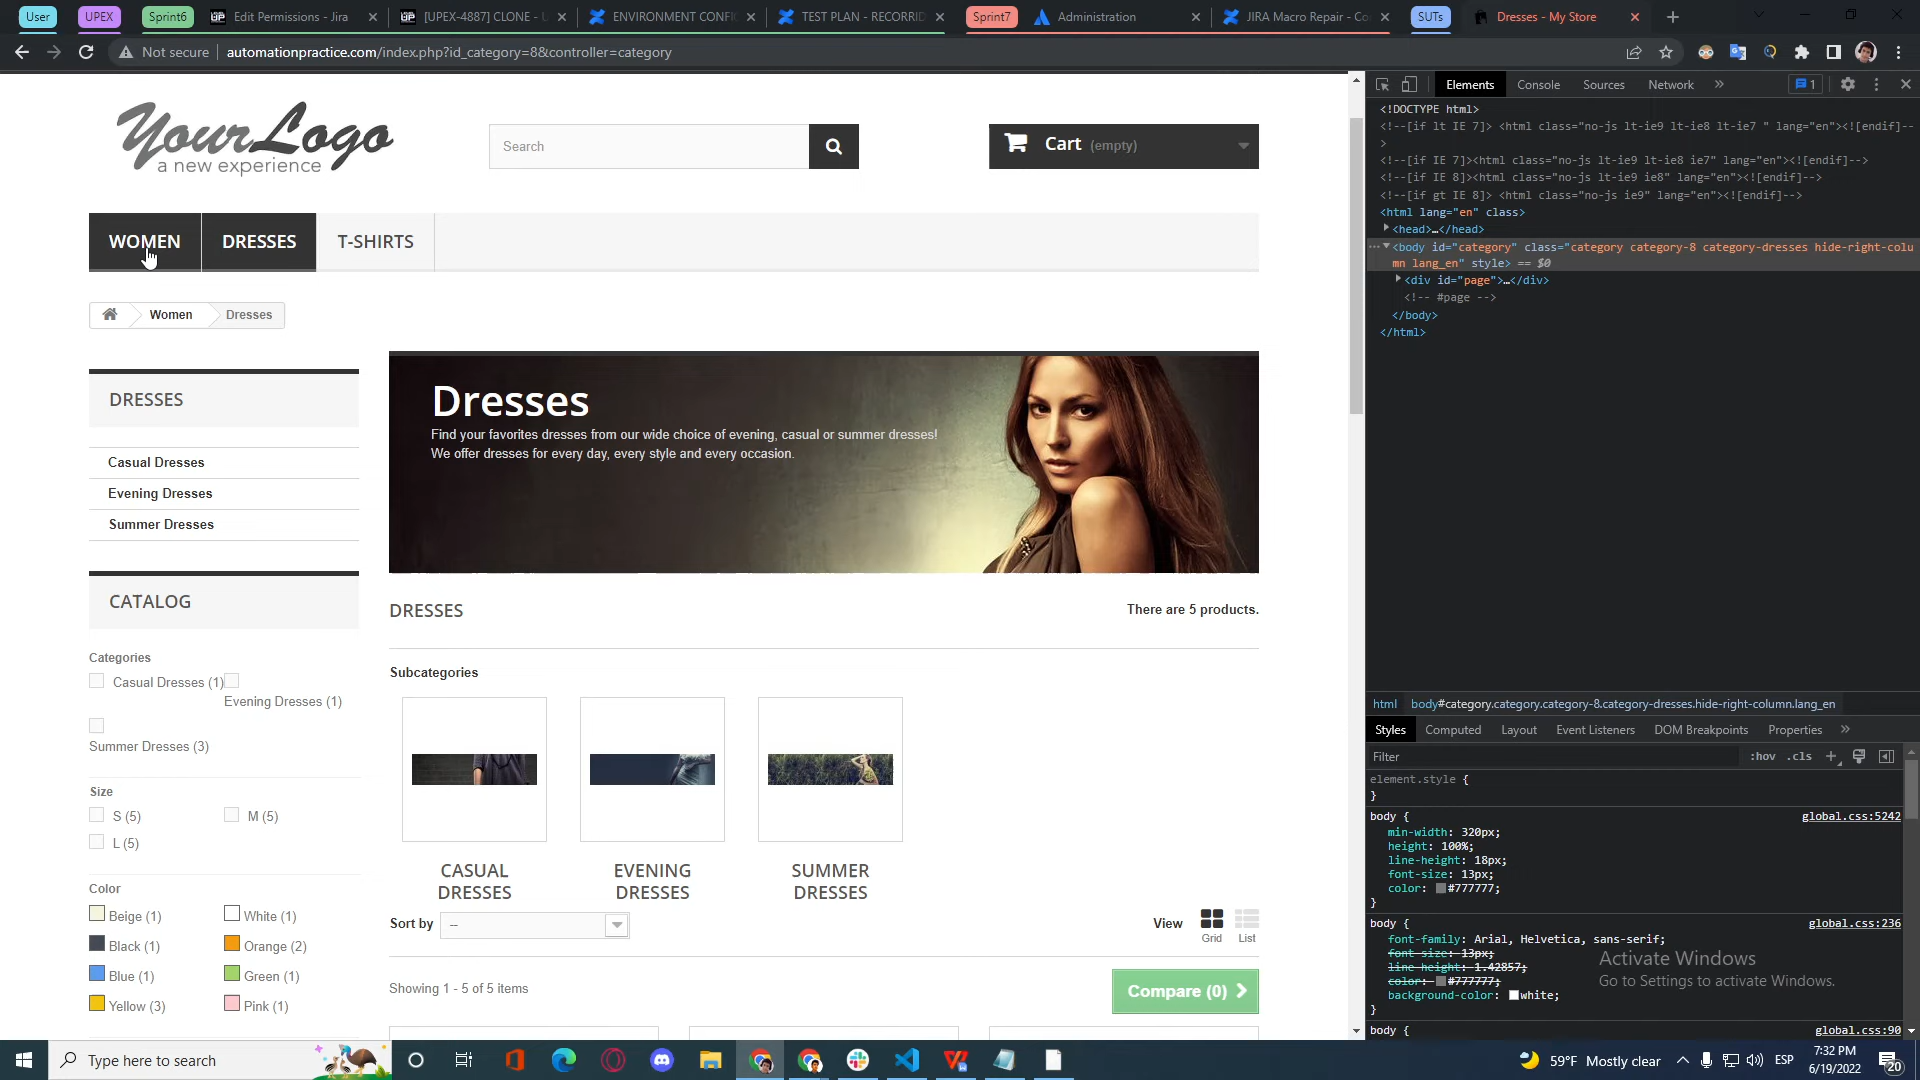 User
UPEX
Sprint6
Edit Permissions - Jira
[UPEX-4887] CLONE - U
ENVIRONMENT CONFI
TEST PLAN - RECORRID
Sprint7
Administration
JIRA Macro Repair - Co
SUTs
Dresses - My Store
Not secure
automationpractice.com/index.php?id_category=8&controller=category
YourLogo
a new experience
Search
Cart (empty)
WOMEN
DRESSES
T-SHIRTS
Women
Dresses
DRESSES
Casual Dresses
Evening Dresses
Summer Dresses
CATALOG
Categories
Casual Dresses (1)
Evening Dresses (1)
Summer Dresses (3)
Size
S (5)
M (5)
L (5)
Color
Beige (1)
White (1)
Black (1)
Orange (2)
Blue (1)
Green (1)
Yellow (3)
Pink (1)
Dresses
Find your favorites dresses from our wide choice of evening, casual or summer dresses!
We offer dresses for every day, every style and every occasion.
DRESSES
There are 5 products.
Subcategories
CASUAL
DRESSES
EVENING
DRESSES
SUMMER
DRESSES
Sort by
--
View
Grid
List
Showing 1 - 5 of 5 items
Compare (0)
Elements
Console
Sources
Network
1
<!DOCTYPE html>
<!--[if lt IE 7]> <html class="no-js lt-ie9 lt-ie8 lt-ie7 " lang="en"><![endif]--
>
<!--[if IE 7]><html class="no-js lt-ie9 lt-ie8 ie7" lang="en"><![endif]-->
<!--[if IE 8]><html class="no-js lt-ie9 ie8" lang="en"><![endif]-->
<!--[if gt IE 8]> <html class="no-js ie9" lang="en"><![endif]-->
<html lang="en" class>
<head>…</head>
<body id="category" class="category category-8 category-dresses hide-right-colu
mn lang_en" style> == $0
<div id="page">…</div>
<!-- #page -->
</body>
</html>
html
body#category.category.category-8.category-dresses.hide-right-column.lang_en
Styles
Computed
Layout
Event Listeners
DOM Breakpoints
Properties
Filter
:hov
.cls
element.style {
}
body {
global.css:5242
min-width: 320px;
height: 100%;
line-height: 18px;
font-size: 13px;
color: #777777;
}
body {
global.css:236
font-family: Arial, Helvetica, sans-serif;
font-size: 13px;
line-height: 1.42857;
color: #777777;
background-color: white;
}
body {
global.css:90
Activate Windows
Go to Settings to activate Windows.
Type here to search
59°F Mostly clear
ESP
7:32 PM
6/19/2022
20